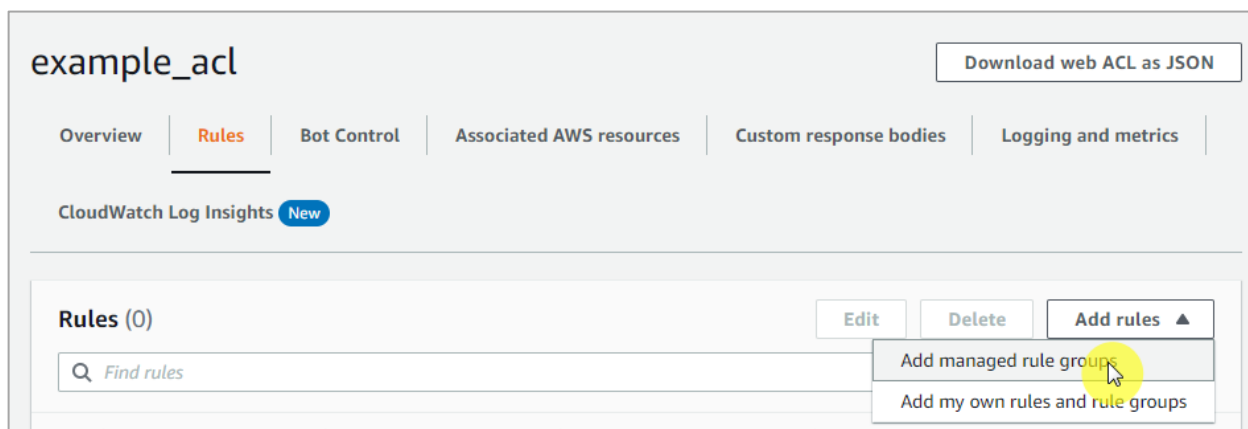 example_acl
Download web ACL as JSON
Overview
Rules
Bot Control
Associated AWS resources
Custom response bodies
Logging and metrics
CloudWatch Log Insights New
Rules (0)
Edit
Delete
Add rules
Find rules
Add managed rule groups
Add my own rules and rule groups